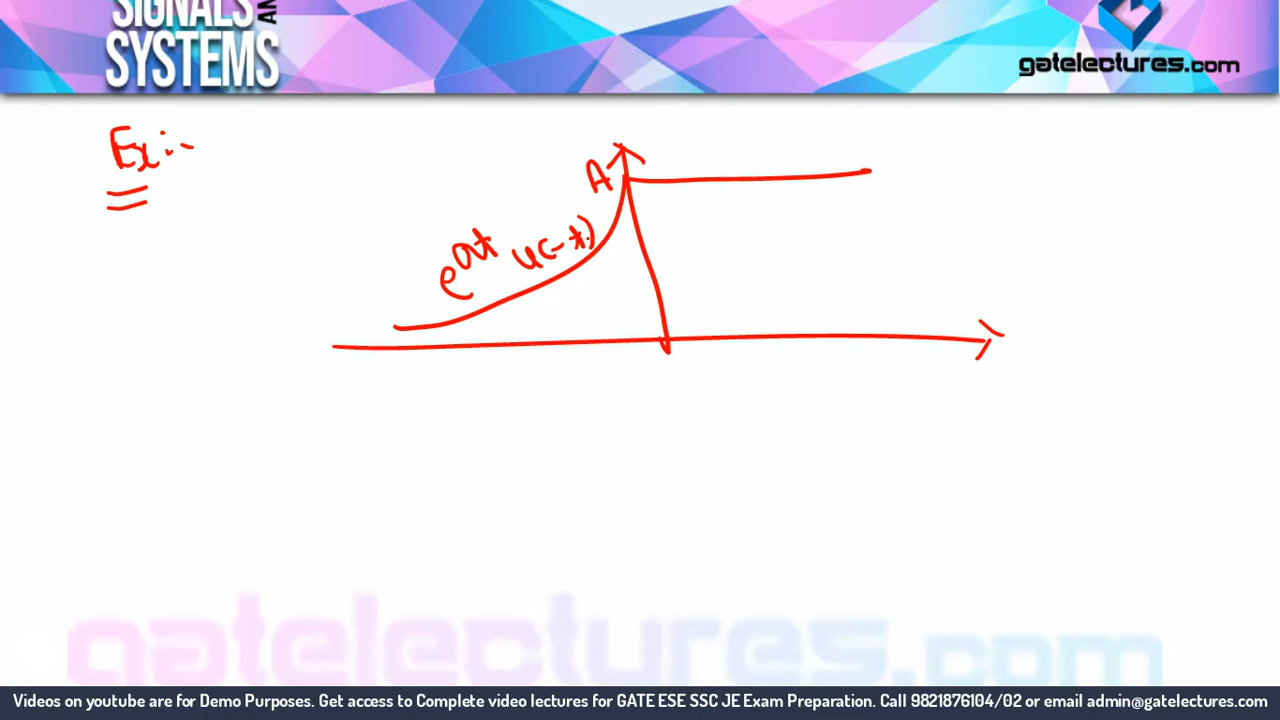 SIGNALS AND
SYSTEMS
gatelectures.com
Ex:-
A
e^at u(-t)
gatelectures.com
Videos on youtube are for Demo Purposes. Get access to Complete video lectures for GATE ESE SSC JE Exam Preparation. Call 9821876104/02 or email admin@gatelectures.com